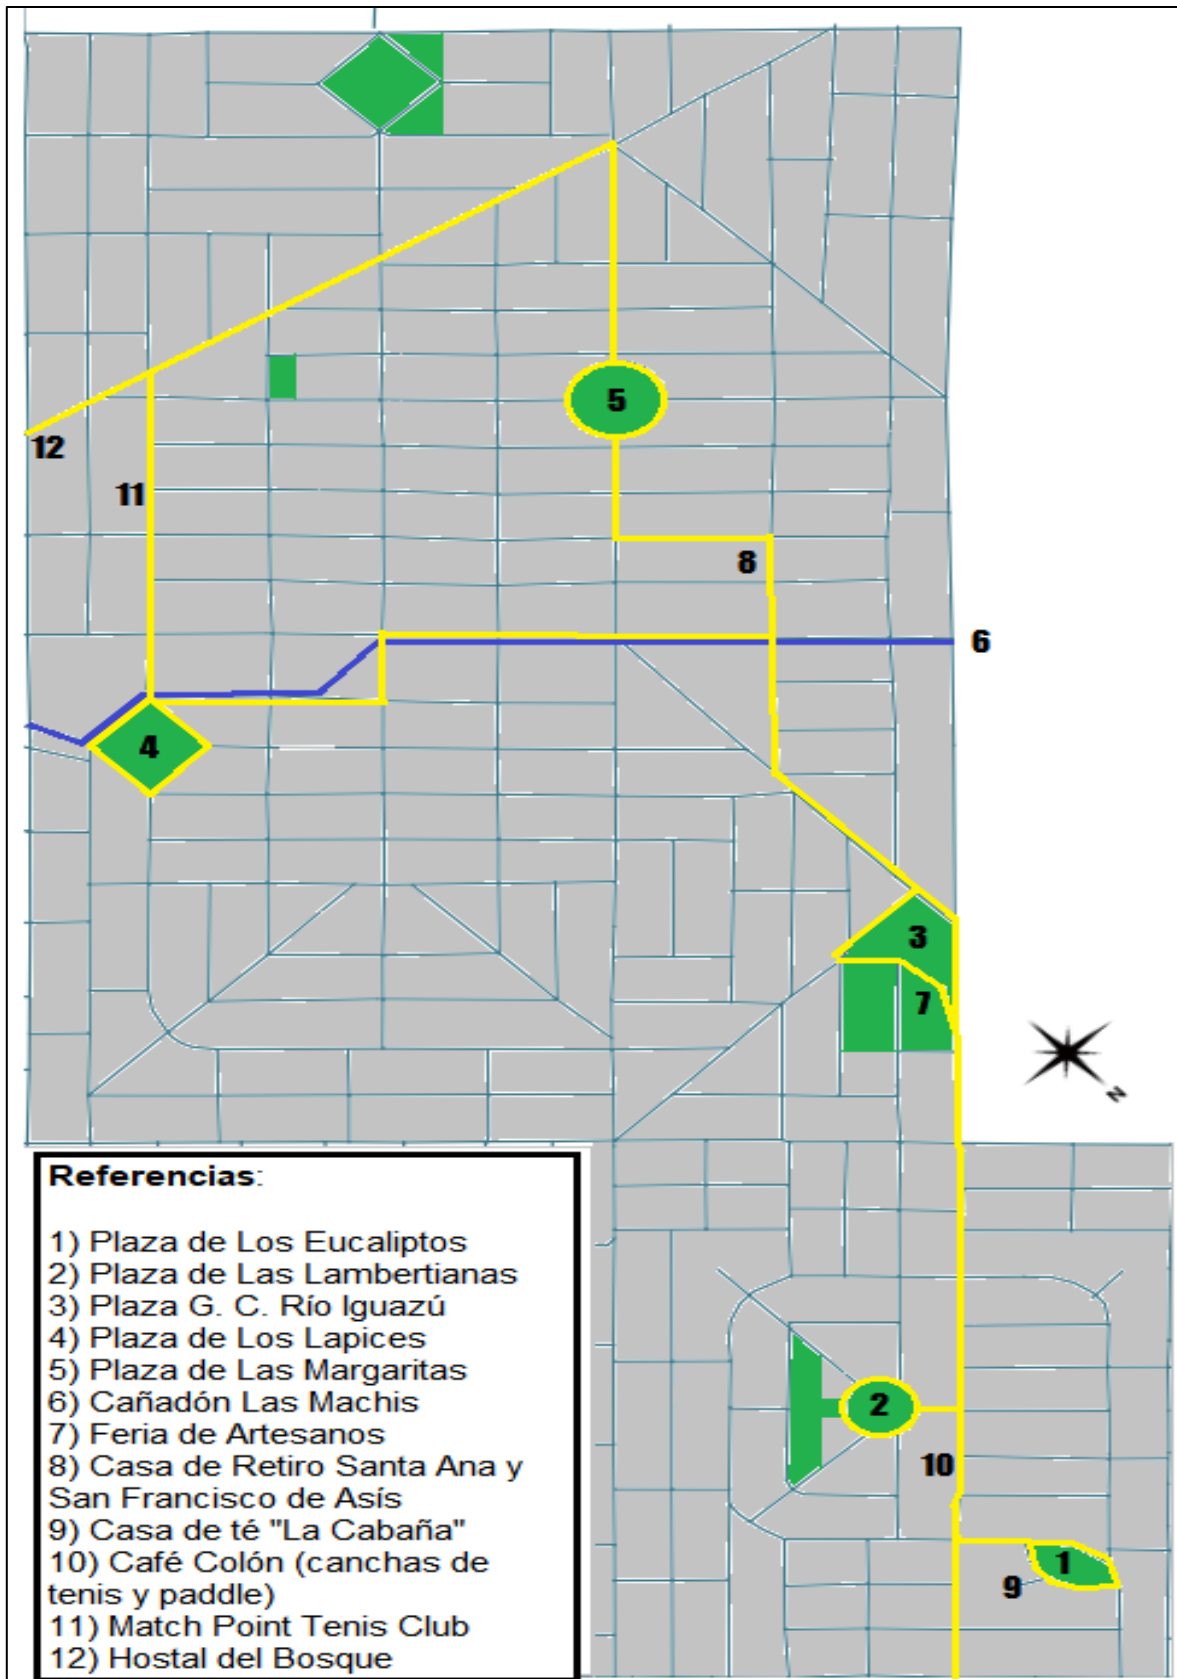 5
12
11
8
6
4
3
7
N
2
10
1
9
Referencias:
1) Plaza de Los Eucaliptos
2) Plaza de Las Lambertianas
3) Plaza G. C. Río Iguazú
4) Plaza de Los Lapices
5) Plaza de Las Margaritas
6) Cañadón Las Machis
7) Feria de Artesanos
8) Casa de Retiro Santa Ana y
San Francisco de Asís
9) Casa de té "La Cabaña"
10) Café Colón (canchas de
tenis y paddle)
11) Match Point Tenis Club
12) Hostal del Bosque